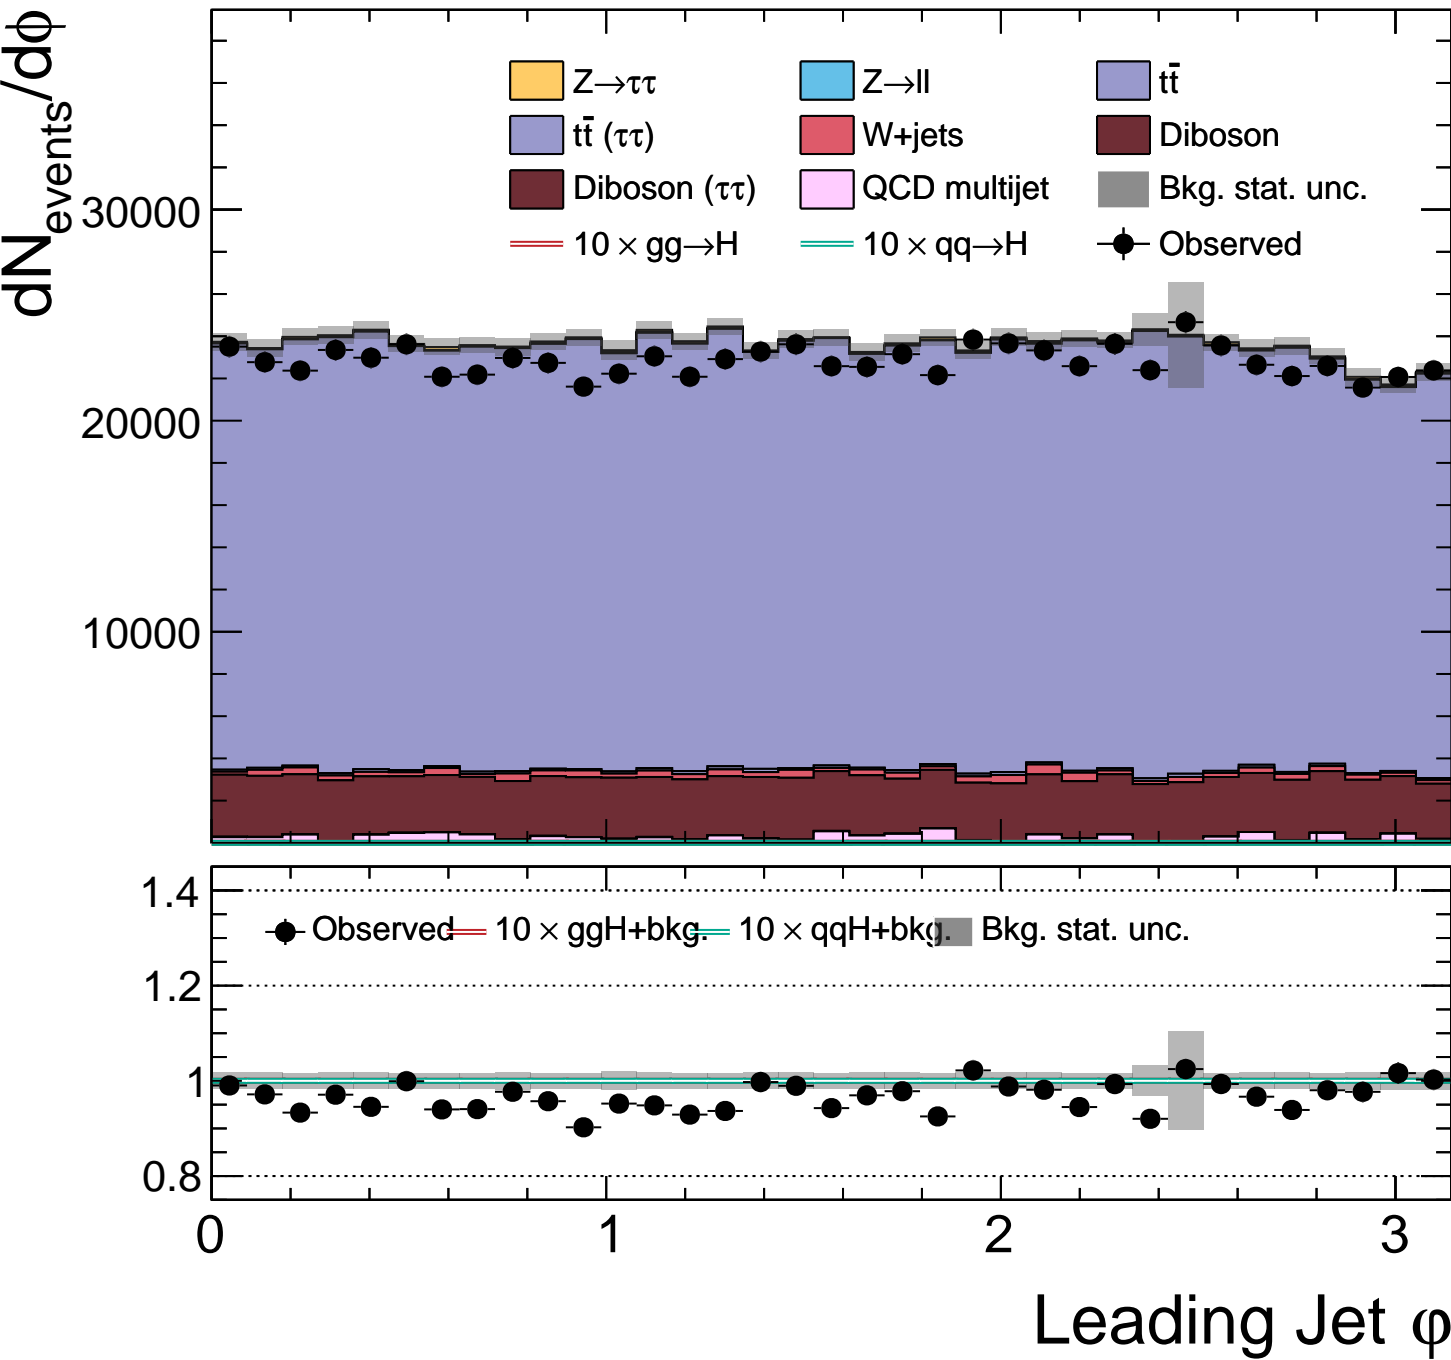 dN_events/dϕ
Z→ττ Z→ll tt̄
tt̄ (ττ) W+jets Diboson
Diboson (ττ) QCD multijet Bkg. stat. unc.
10 × gg→H 10 × qq→H Observed
30000
20000
10000
1.4
Observed 10 × ggH+bkg. 10 × qqH+bkg. Bkg. stat. unc.
1.2
1
0.8
0 1 2 3
Leading Jet φ